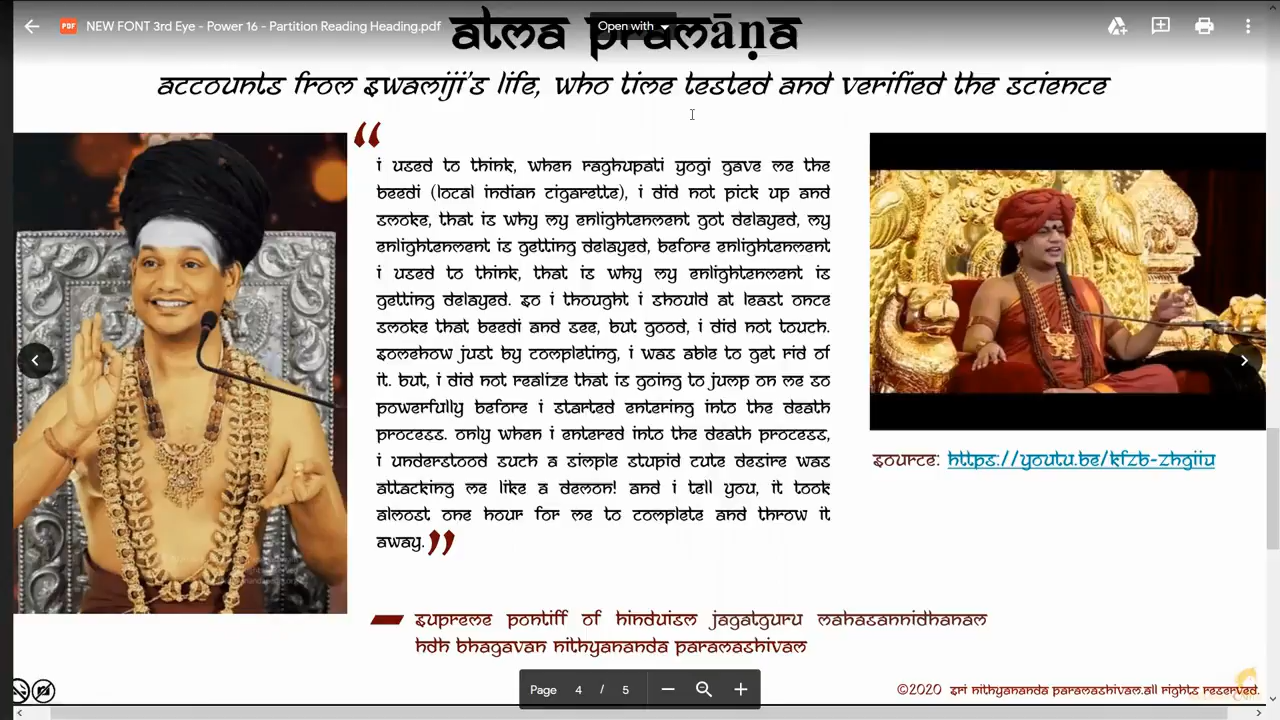 NEW FONT 3rd Eye - Power 16 - Partition Reading Heading.pdf
Open with
atma pramāṇa
accounts from swamiji's life, who time tested and verified the science
“
i used to think, when raghupati yogi gave me the
beedi (local indian cigarette), i did not pick up and
smoke, that is why my enlightenment got delayed, my
enlightenment is getting delayed, before enlightenment
i used to think, that is why my enlightenment is
getting delayed. so i thought i should at least once
smoke that beedi and see, but good, i did not touch.
somehow just by completing, i was able to get rid of
it. but, i did not realize that is going to jump on me so
powerfully before i started entering into the death
process. only when i entered into the death process,
i understood such a simple stupid cute desire was
attacking me like a demon! and i tell you, it took
almost one hour for me to complete and throw it
away.”
source: https://youtu.be/kfzb-zhgiiu
supreme pontiff of hinduism jagatguru mahasannidhanam
hdh bhagavan nithyananda paramashivam
Page 4 / 5
©2020 sri nithyananda paramashivam.all rights reserved.